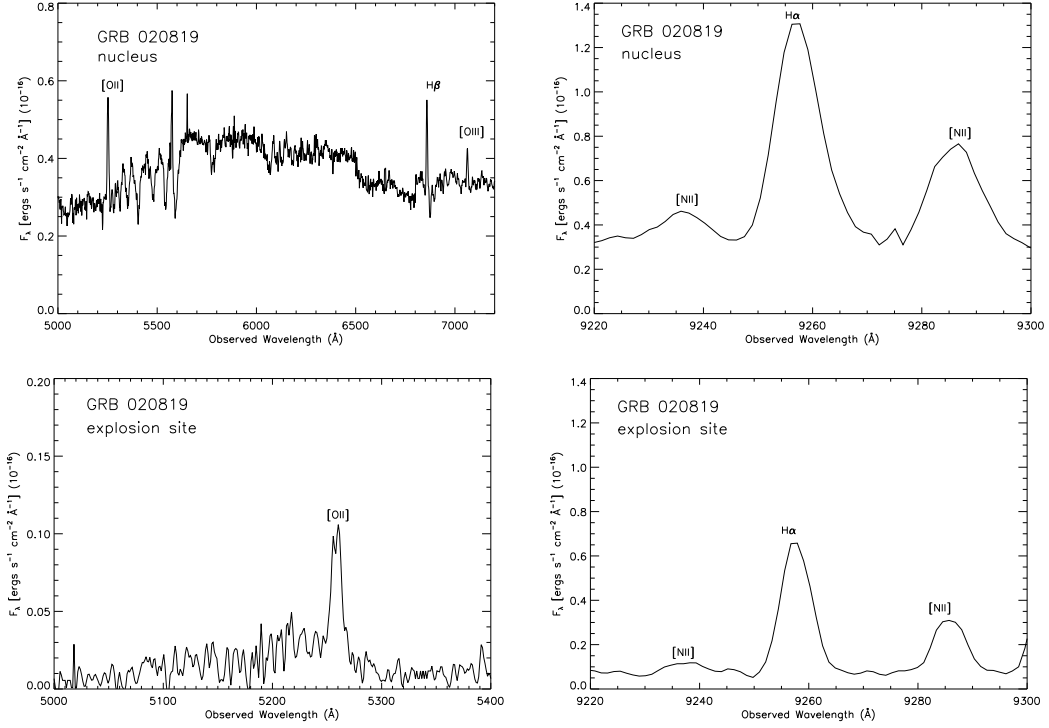 GRB 020819
nucleus
[OII]
Hβ
[OIII]
F_λ [ergs s⁻¹ cm⁻² Å⁻¹] (10⁻¹⁶)
0.8
0.6
0.4
0.2
0.0
5000 5500 6000 6500 7000
Observed Wavelength (Å)
GRB 020819
nucleus
Hα
[NII]
[NII]
F_λ [ergs s⁻¹ cm⁻² Å⁻¹] (10⁻¹⁶)
1.4
1.2
1.0
0.8
0.6
0.4
0.2
0.0
9220 9240 9260 9280 9300
Observed Wavelength (Å)
GRB 020819
explosion site
[OII]
F_λ [ergs s⁻¹ cm⁻² Å⁻¹] (10⁻¹⁶)
0.20
0.15
0.10
0.05
0.00
5000 5100 5200 5300 5400
Observed Wavelength (Å)
GRB 020819
explosion site
Hα
[NII]
[NII]
F_λ [ergs s⁻¹ cm⁻² Å⁻¹] (10⁻¹⁶)
1.4
1.2
1.0
0.8
0.6
0.4
0.2
0.0
9220 9240 9260 9280 9300
Observed Wavelength (Å)